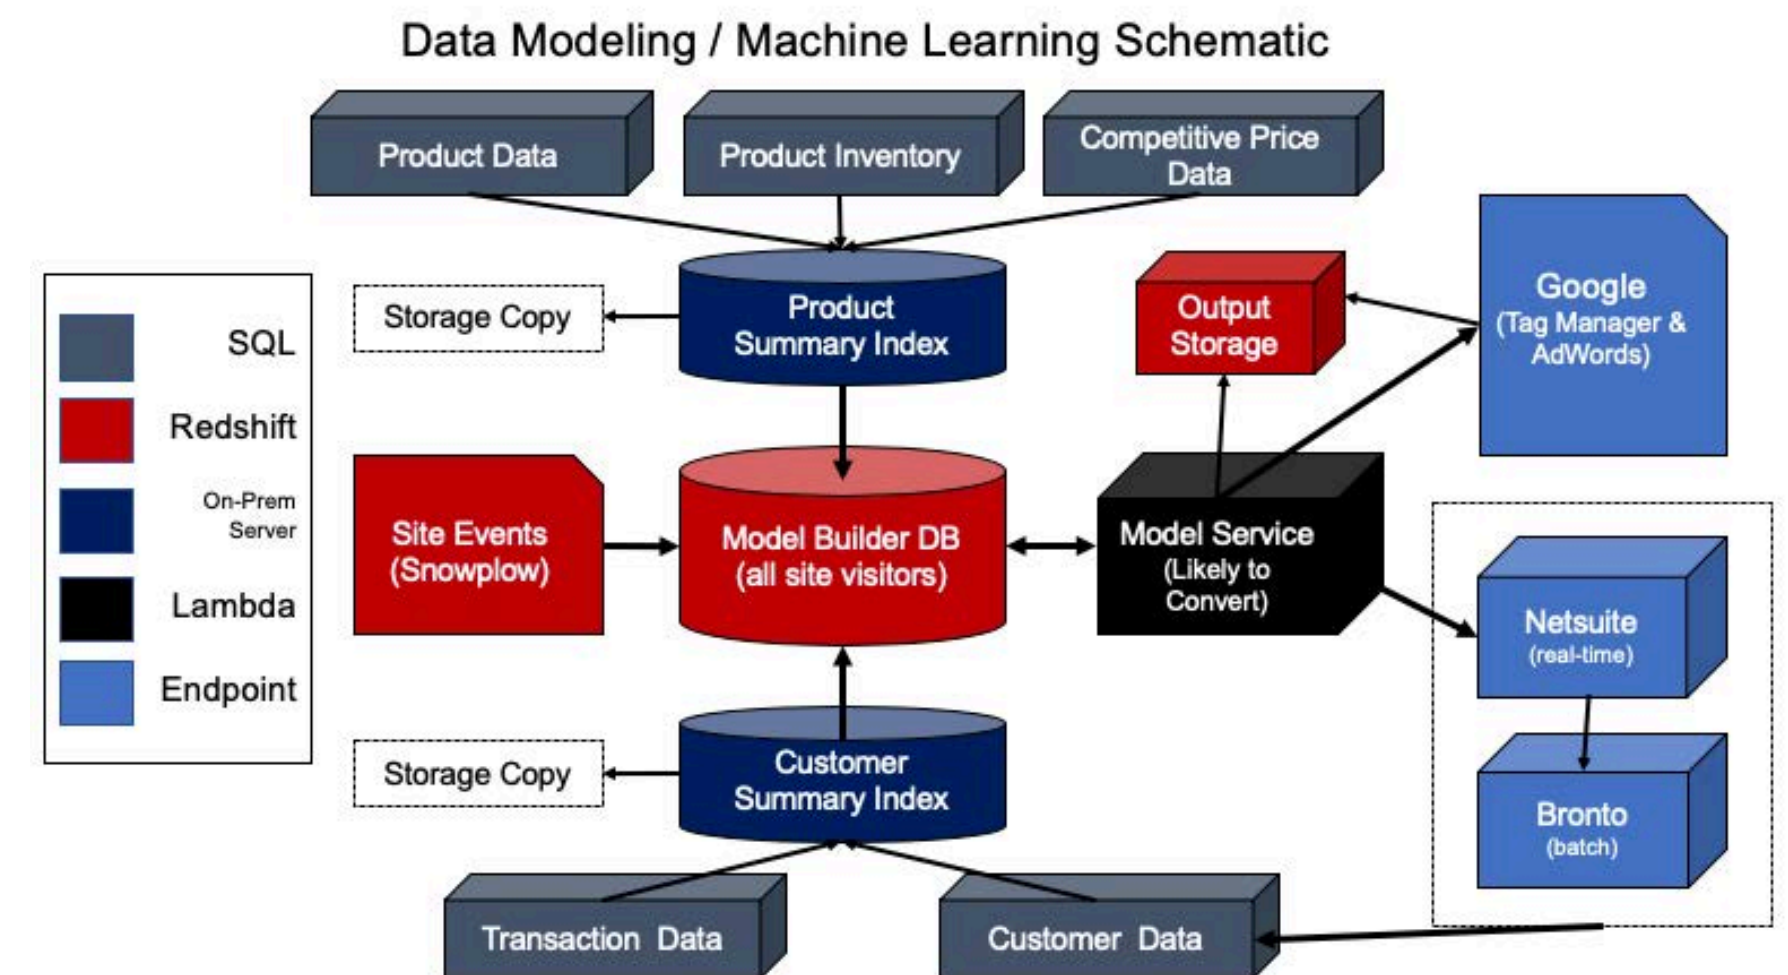 Data Modeling / Machine Learning Schematic
Product Data
Product Inventory
Competitive Price
Data
Storage Copy
Product
Summary Index
Output
Storage
Google
(Tag Manager &
AdWords)
SQL
Redshift
On-Prem
Server
Lambda
Endpoint
Site Events
(Snowplow)
Model Builder DB
(all site visitors)
Model Service
(Likely to
Convert)
Netsuite
(real-time)
Storage Copy
Customer
Summary Index
Bronto
(batch)
Transaction Data
Customer Data